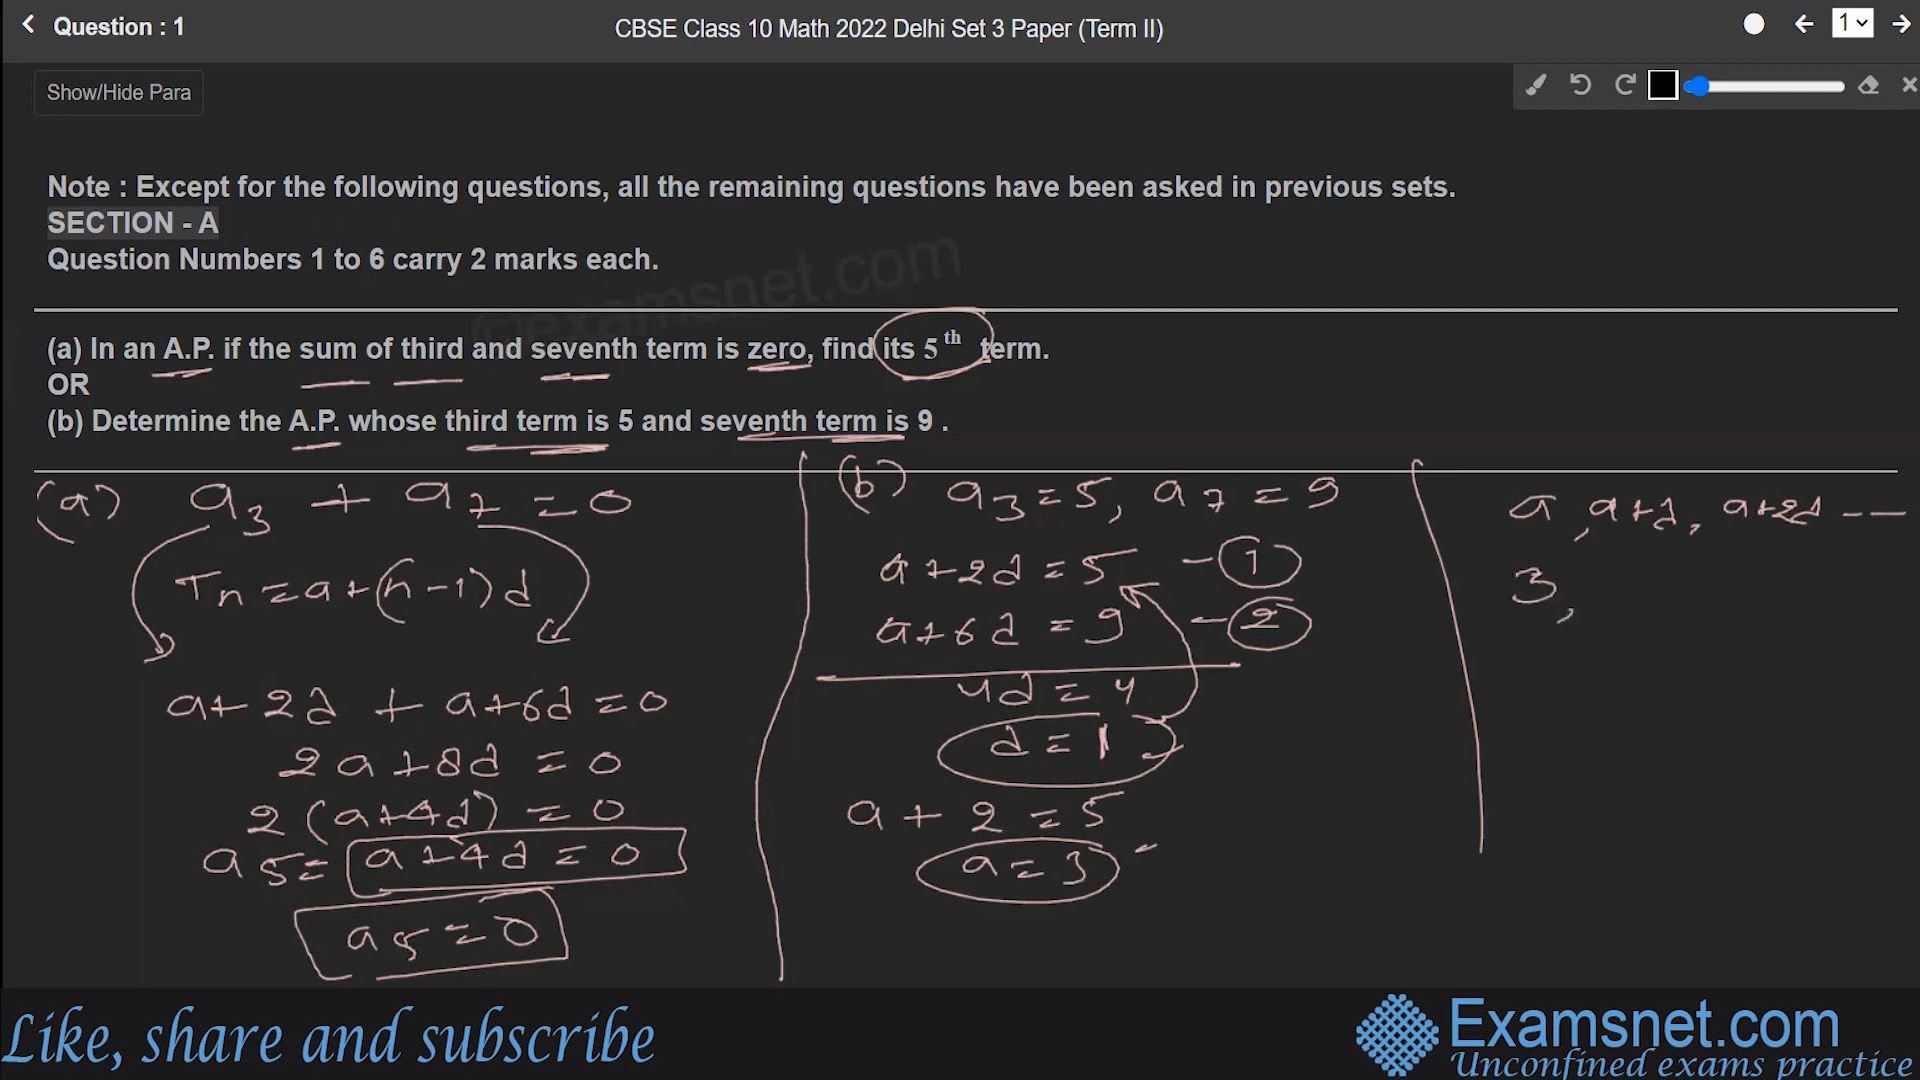 Question : 1
CBSE Class 10 Math 2022 Delhi Set 3 Paper (Term II)
1
Show/Hide Para
Note : Except for the following questions, all the remaining questions have been asked in previous sets.
SECTION - A
Question Numbers 1 to 6 carry 2 marks each.
©examsnet.com
(a) In an A.P. if the sum of third and seventh term is zero, find its 5th term.
OR
(b) Determine the A.P. whose third term is 5 and seventh term is 9 .
(a) a3 + a7 = 0
Tn = a+(n-1)d
a+2d + a+6d = 0
2a+8d = 0
2(a+4d) = 0
a5 = a+4d = 0
a5 = 0
(b) a3 = 5, a7 = 9
a+2d = 5 - 1
a+6d = 9 - 2
4d = 4
d = 1
a + 2 = 5
a = 3
a, a+d, a+2d ---
3,
Like, share and subscribe
Examsnet.com
Unconfined exams practice